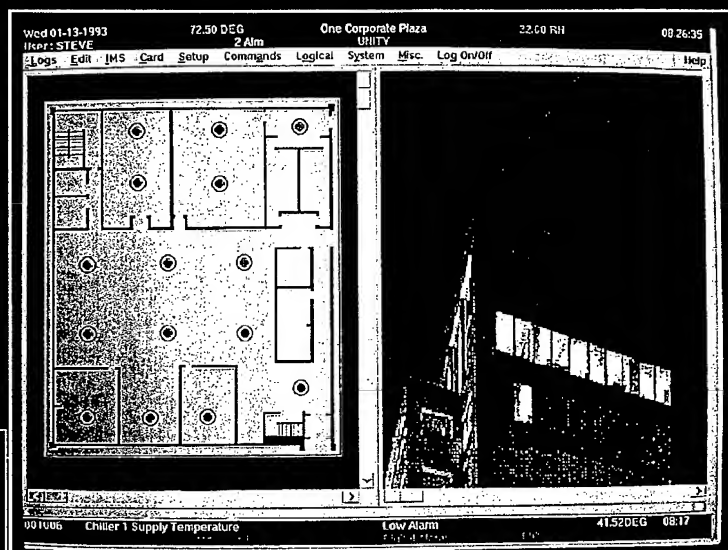 Wed 01-13-1993 72.50 DEG One Corporate Plaza 22.00 RH 08:26:35
User: STEVE 2 Alm UNITY
Logs Edit IMS Card Setup Commands Logical System Misc. Log On/Off Help
001006 Chiller 1 Supply Temperature Low Alarm 41.52DEG 08:17